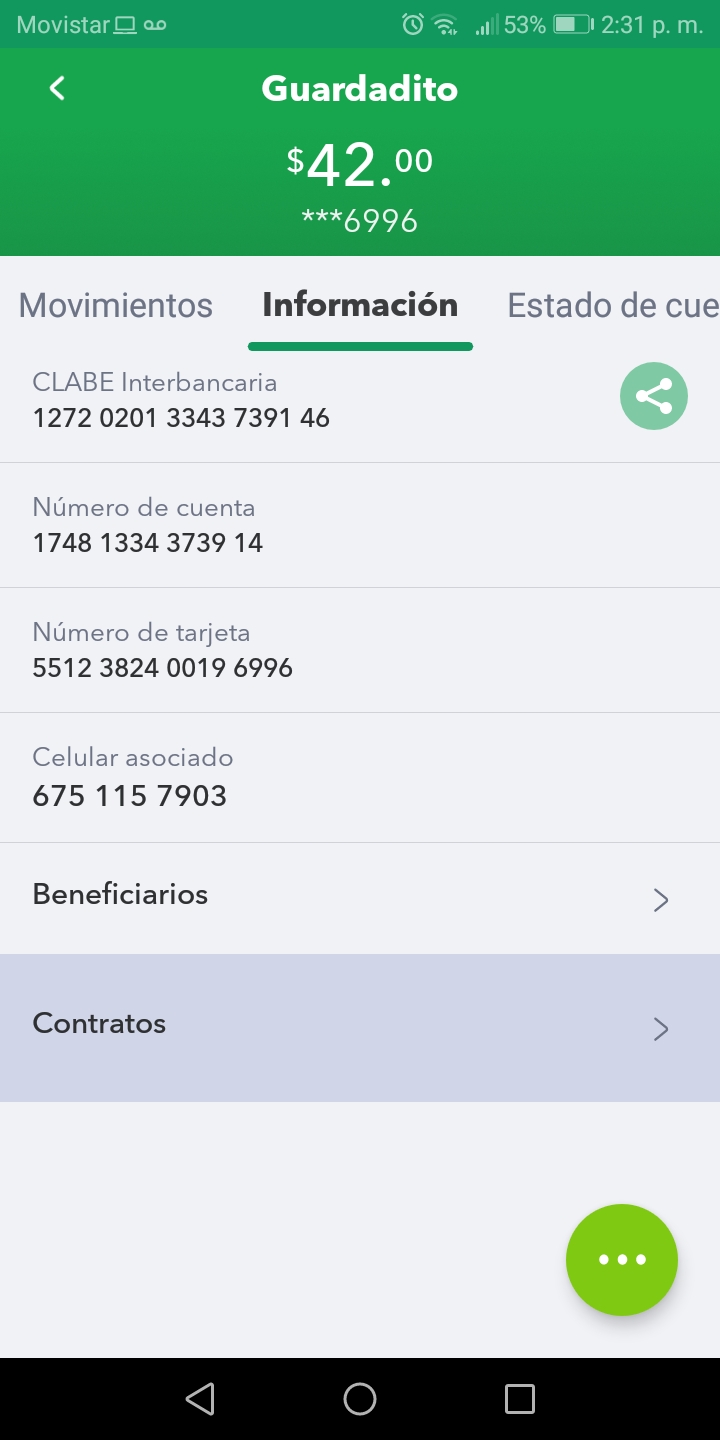 Movistar 53% 2:31 p. m.
Guardadito
$42.00
***6996
Movimientos Información Estado de cue
CLABE Interbancaria
1272 0201 3343 7391 46
Número de cuenta
1748 1334 3739 14
Número de tarjeta
5512 3824 0019 6996
Celular asociado
675 115 7903
Beneficiarios
Contratos